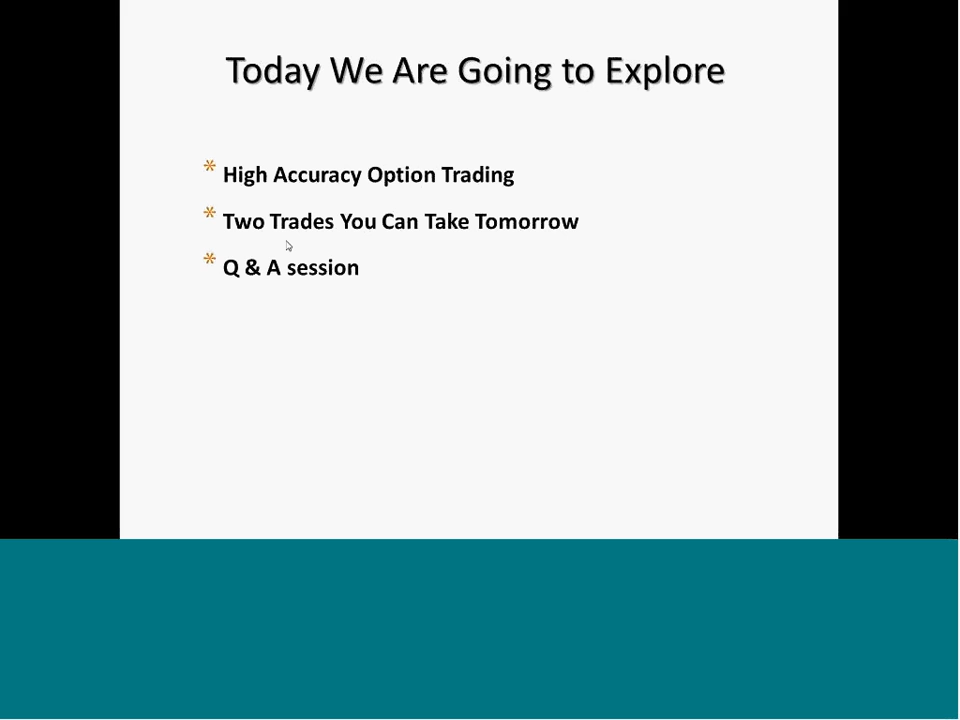 Today We Are Going to Explore
* High Accuracy Option Trading
* Two Trades You Can Take Tomorrow
* Q & A session